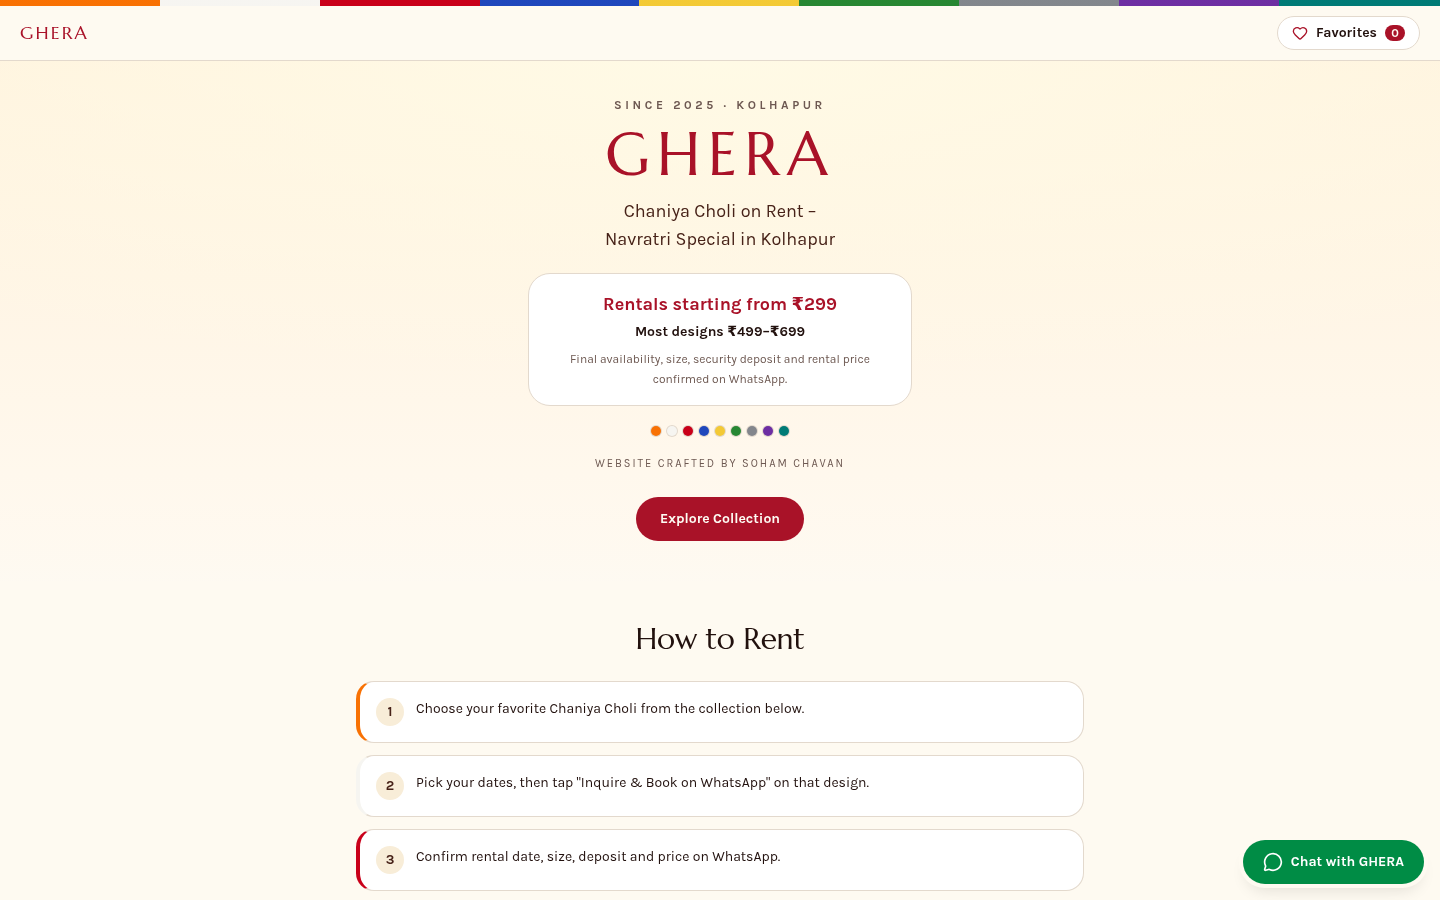 GHERA
Favorites 0
SINCE 2025 · KOLHAPUR
GHERA
Chaniya Choli on Rent –
Navratri Special in Kolhapur
Rentals starting from ₹299
Most designs ₹499–₹699
Final availability, size, security deposit and rental price
confirmed on WhatsApp.
WEBSITE CRAFTED BY SOHAM CHAVAN
Explore Collection
How to Rent
1 Choose your favorite Chaniya Choli from the collection below.
2 Pick your dates, then tap "Inquire & Book on WhatsApp" on that design.
3 Confirm rental date, size, deposit and price on WhatsApp.
Chat with GHERA